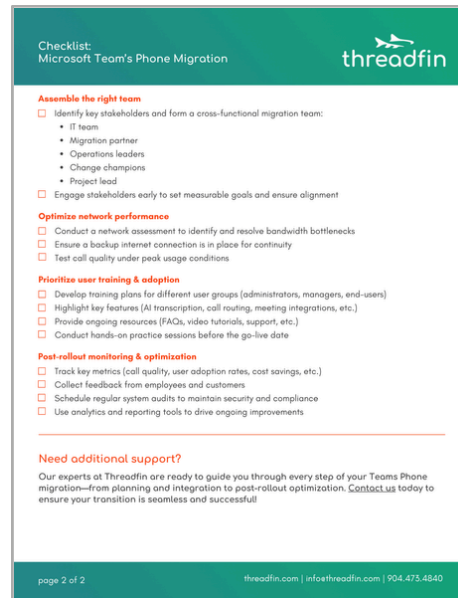 Checklist:
Microsoft Team's Phone Migration
threadfin
Assemble the right team
Identify key stakeholders and form a cross-functional migration team:
• IT team
• Migration partner
• Operations leaders
• Change champions
• Project lead
Engage stakeholders early to set measurable goals and ensure alignment
Optimize network performance
Conduct a network assessment to identify and resolve bandwidth bottlenecks
Ensure a backup internet connection is in place for continuity
Test call quality under peak usage conditions
Prioritize user training & adoption
Develop training plans for different user groups (administrators, managers, end-users)
Highlight key features (AI transcription, call routing, meeting integrations, etc.)
Provide ongoing resources (FAQs, video tutorials, support, etc.)
Conduct hands-on practice sessions before the go-live date
Post-rollout monitoring & optimization
Track key metrics (call quality, user adoption rates, cost savings, etc.)
Collect feedback from employees and customers
Schedule regular system audits to maintain security and compliance
Use analytics and reporting tools to drive ongoing improvements
Need additional support?
Our experts at Threadfin are ready to guide you through every step of your Teams Phone
migration—from planning and integration to post-rollout optimization. Contact us today to
ensure your transition is seamless and successful!
page 2 of 2
threadfin.com | info@threadfin.com | 904.473.4840